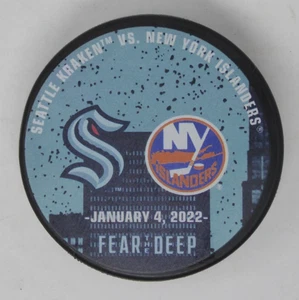 SEATTLE KRAKEN™ VS. NEW YORK ISLANDERS®
NY
ISLANDERS
-JANUARY 4, 2022-
FEAR THE DEEP